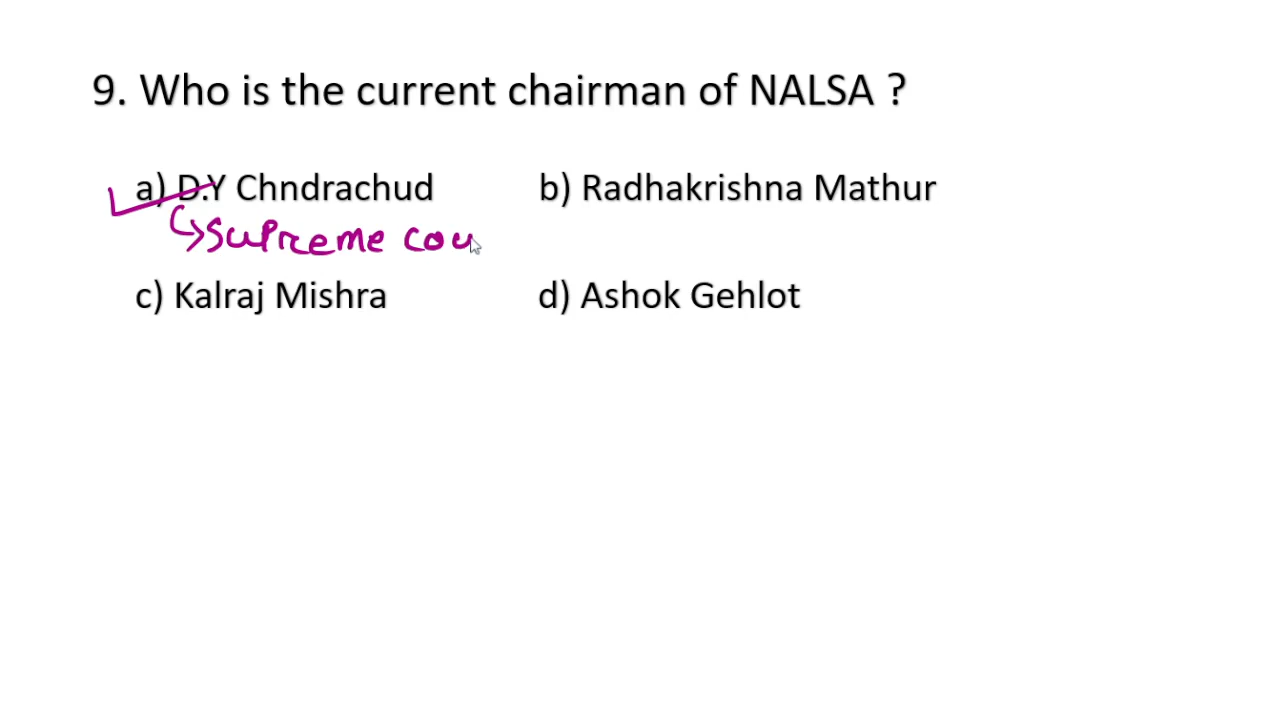 9. Who is the current chairman of NALSA ?
a) D.Y Chndrachud b) Radhakrishna Mathur
Supreme cou
c) Kalraj Mishra d) Ashok Gehlot